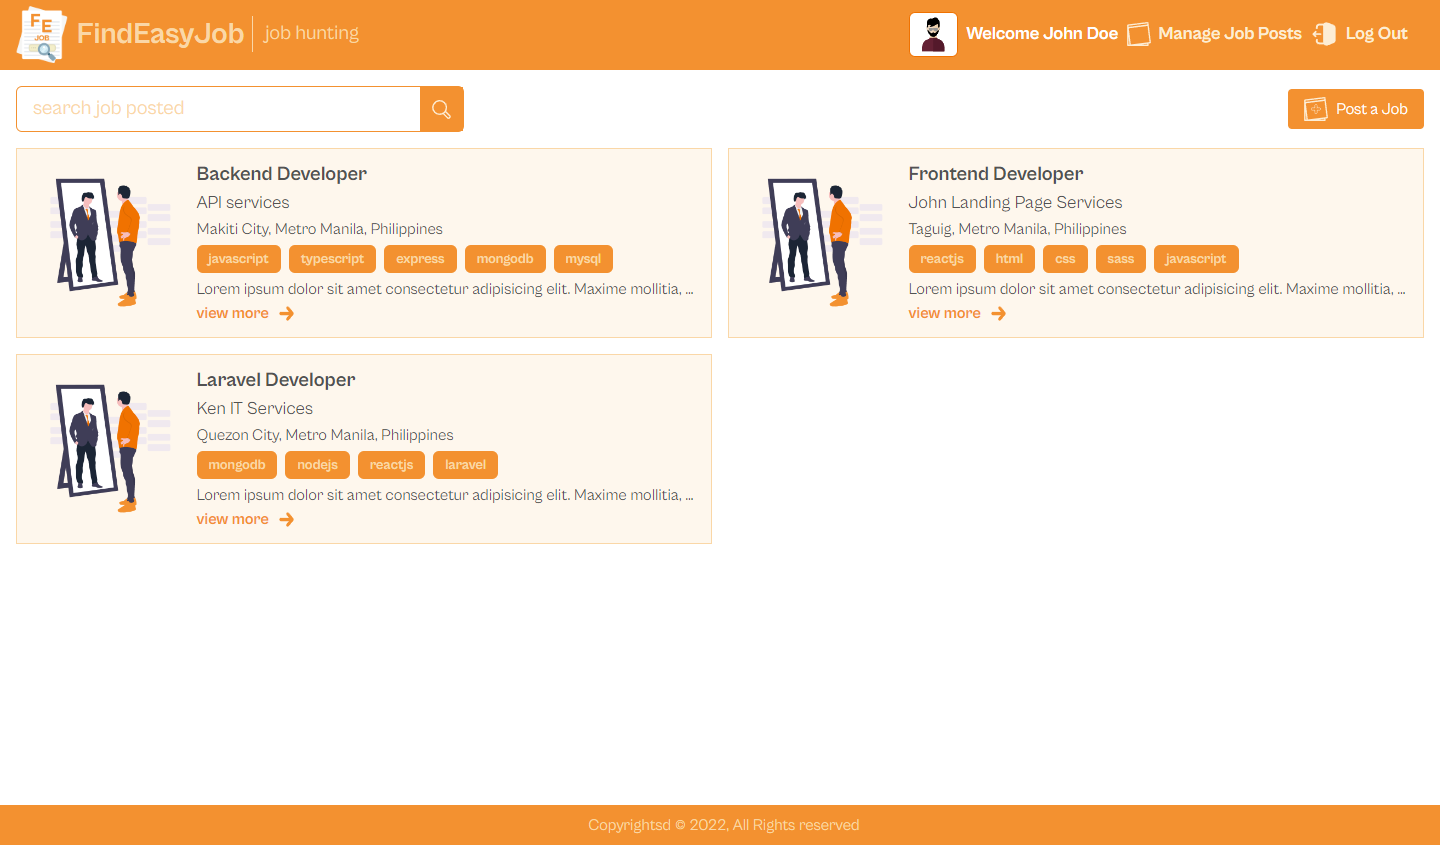 FE
JOB
FindEasyJob
job hunting
Welcome John Doe
Manage Job Posts
Log Out
search job posted
Post a Job
Backend Developer
API services
Makiti City, Metro Manila, Philippines
javascript typescript express mongodb mysql
Lorem ipsum dolor sit amet consectetur adipisicing elit. Maxime mollitia, ...
view more
Frontend Developer
John Landing Page Services
Taguig, Metro Manila, Philippines
reactjs html css sass javascript
Lorem ipsum dolor sit amet consectetur adipisicing elit. Maxime mollitia, ...
view more
Laravel Developer
Ken IT Services
Quezon City, Metro Manila, Philippines
mongodb nodejs reactjs laravel
Lorem ipsum dolor sit amet consectetur adipisicing elit. Maxime mollitia, ...
view more
Copyrightsd © 2022, All Rights reserved